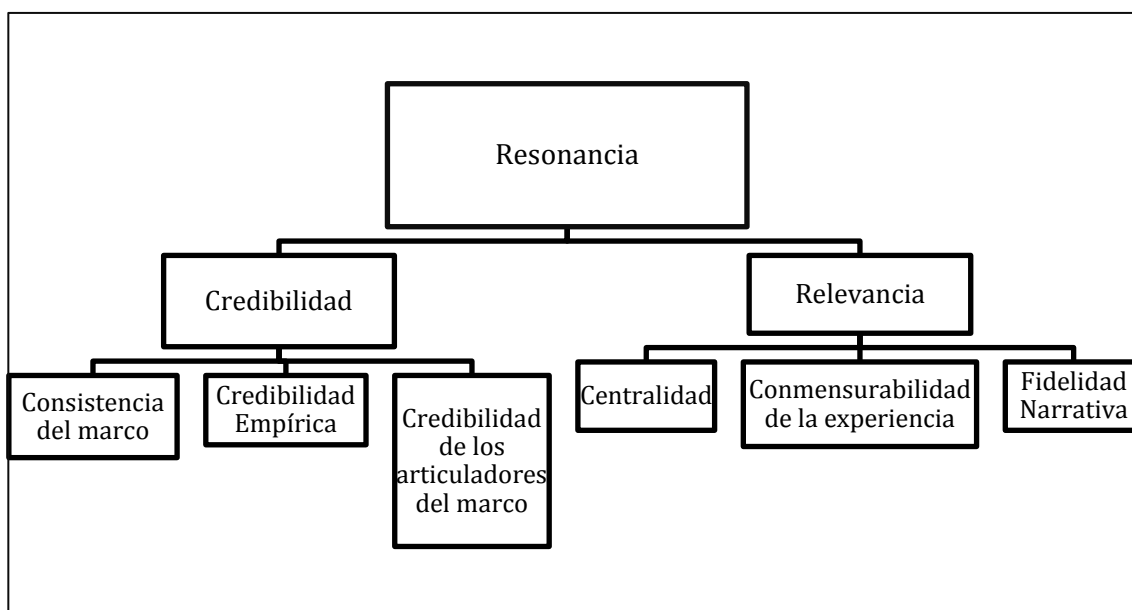 Resonancia
Credibilidad
Relevancia
Consistencia
del marco
Credibilidad
Empírica
Credibilidad
de los
articuladores
del marco
Centralidad
Conmensurabilidad
de la experiencia
Fidelidad
Narrativa